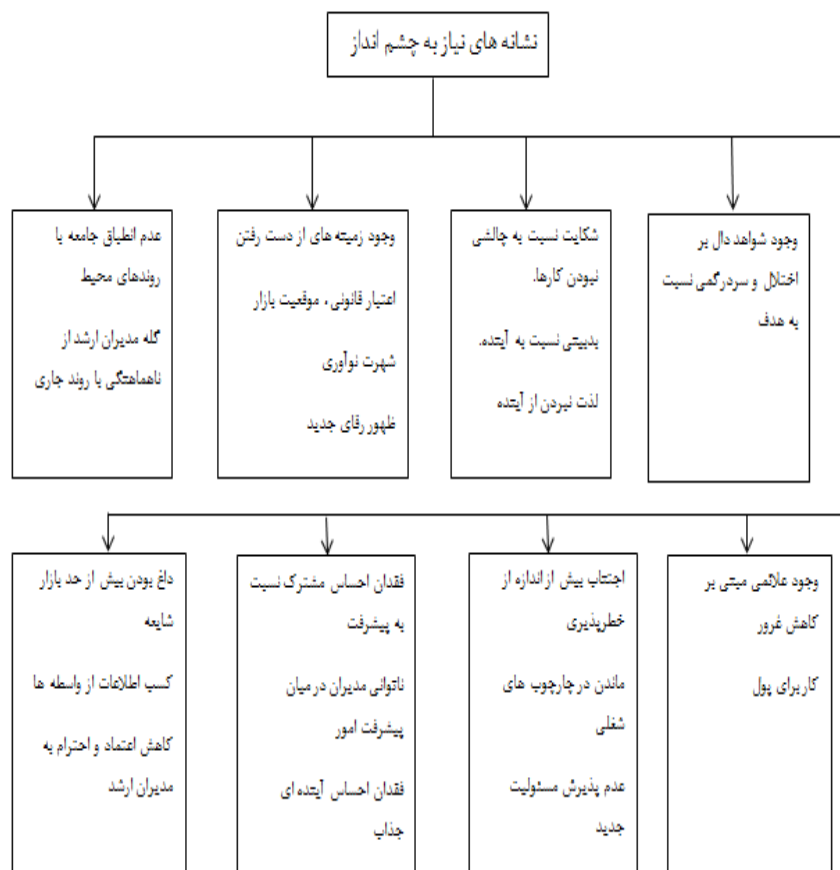 نشانه های نیاز به چشم انداز
وجود شواهد دال بر
اختلال و سردرگمی نسبت
به هدف
شکایت نسبت به چالشی
نبودن کارها.
بدبینی نسبت به آینده.
لذت نبردن از آینده
وجود زمینه های از دست رفتن
اعتبار قانونی، موقعیت بازار
شهرت نوآوری
ظهور رقای جدید
عدم انطباق جامعه با
روندهای محیط
گله مدیران ارشد از
ناهماهنگی با روند جاری
وجود علائمی مبنی بر
کاهش غرور
کار برای پول
اجتناب بیش از اندازه از
خطرپذیری
ماندن در چارچوب های
شغلی
عدم پذیرش مسئولیت
جدید
فقدان احساس مشترک نسبت
به پیشرفت
ناتوانی مدیران در میان
پیشرفت امور
فقدان احساس آینده ای
جذاب
داغ بودن بیش از حد بازار
شایعه
کسب اطلاعات از واسطه ها
کاهش اعتماد و احترام به
مدیران ارشد